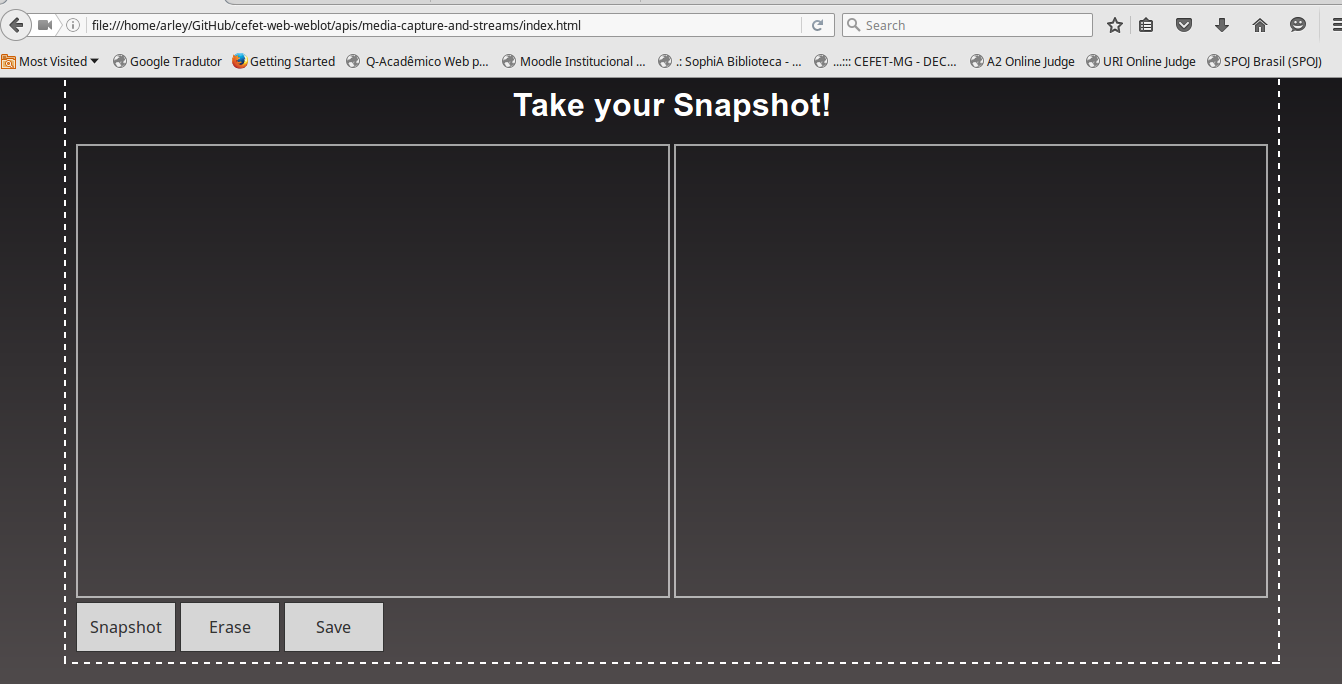 file:///home/arley/GitHub/cefet-web-weblot/apis/media-capture-and-streams/index.html Search
Most Visited Google Tradutor Getting Started Q-Acadêmico Web p... Moodle Institucional ... .: SophiA Biblioteca - ... ...::: CEFET-MG - DEC... A2 Online Judge URI Online Judge SPOJ Brasil (SPOJ)
Take your Snapshot!
Snapshot Erase Save